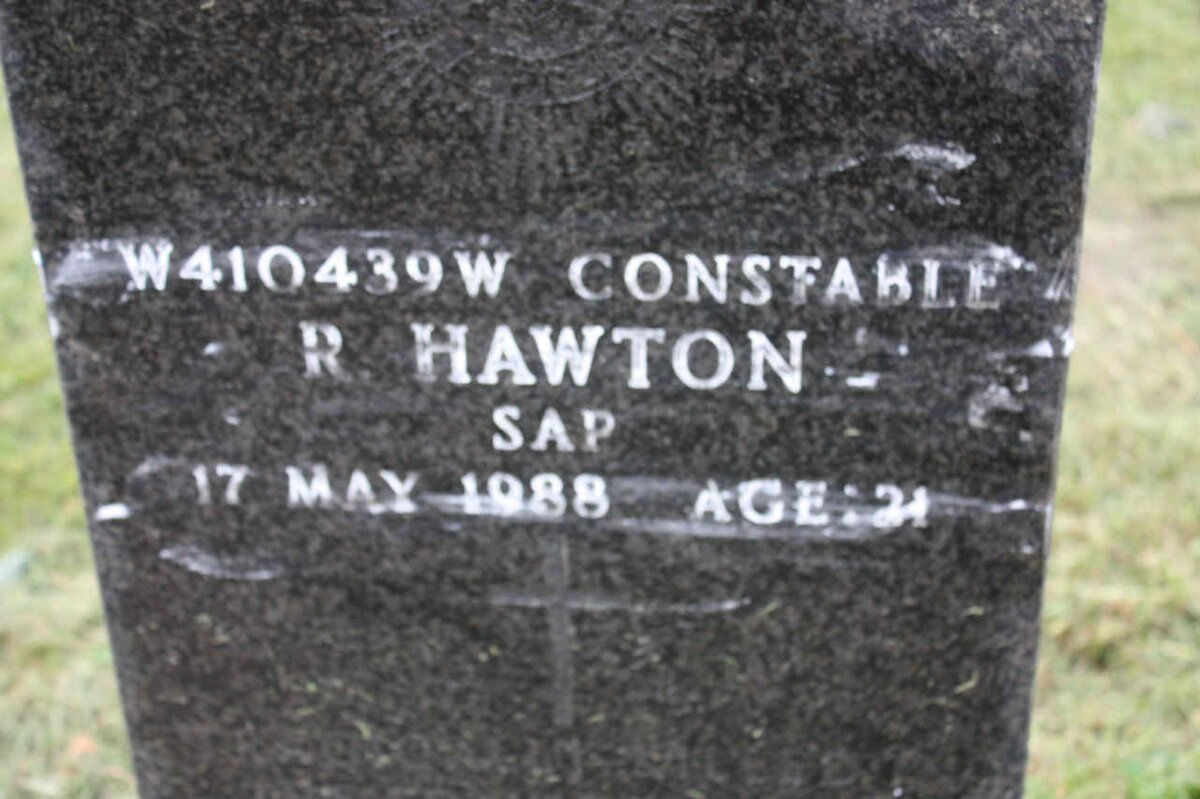 W410439W CONSTABLE
R HAWTON
SAP
17 MAY 1988 AGE: 21